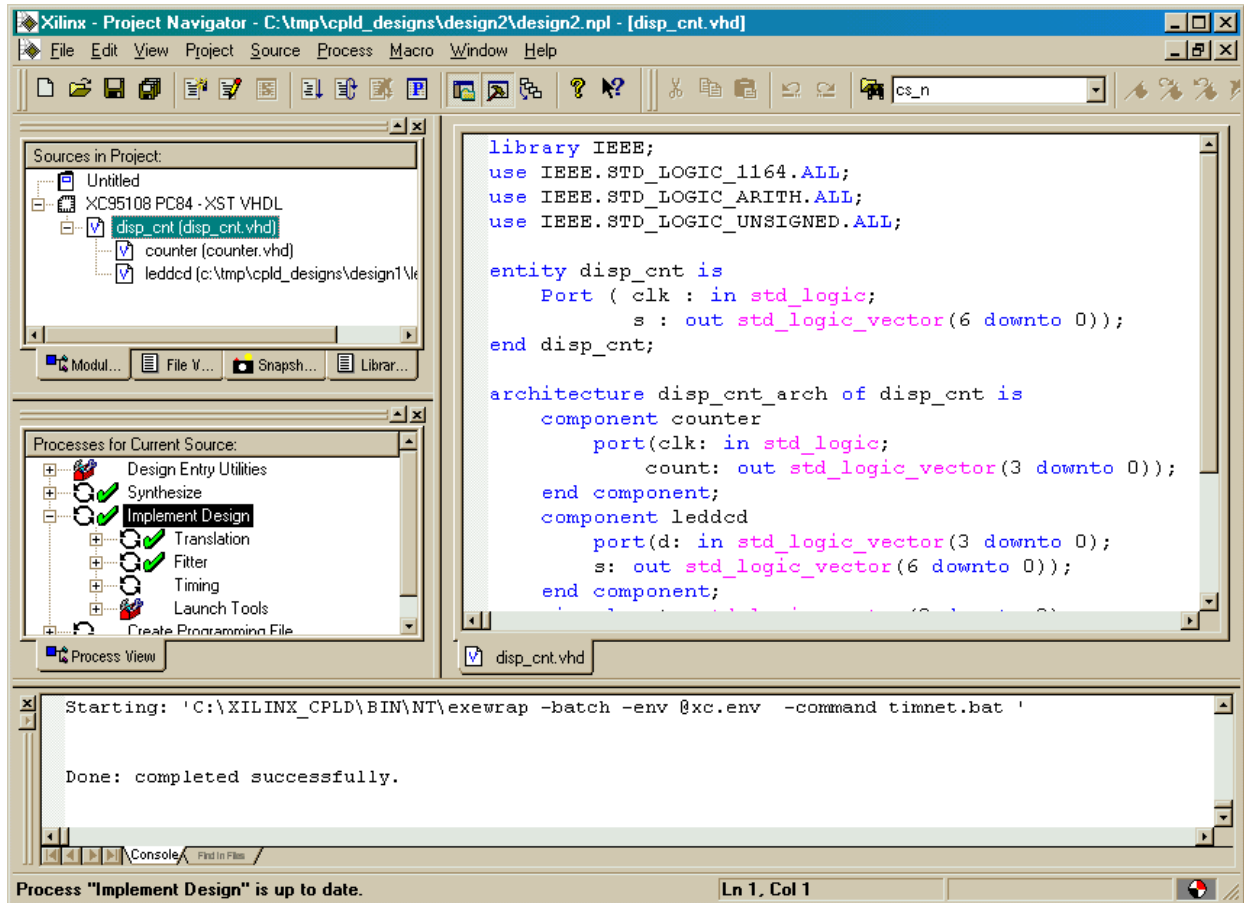 Xilinx - Project Navigator - C:\tmp\cpld_designs\design2\design2.npl - [disp_cnt.vhd]
File Edit View Project Source Process Macro Window Help
cs_n
Sources in Project:
Untitled
XC95108 PC84 - XST VHDL
disp_cnt (disp_cnt.vhd)
counter (counter.vhd)
leddcd (c:\tmp\cpld_designs\design1\le
Modul... File V... Snapsh... Librar...
Processes for Current Source:
Design Entry Utilities
Synthesize
Implement Design
Translation
Fitter
Timing
Launch Tools
Create Programming File
Process View
library IEEE;
use IEEE.STD_LOGIC_1164.ALL;
use IEEE.STD_LOGIC_ARITH.ALL;
use IEEE.STD_LOGIC_UNSIGNED.ALL;
entity disp_cnt is
Port ( clk : in std_logic;
s : out std_logic_vector(6 downto 0));
end disp_cnt;
architecture disp_cnt_arch of disp_cnt is
component counter
port(clk: in std_logic;
count: out std_logic_vector(3 downto 0));
end component;
component leddcd
port(d: in std_logic_vector(3 downto 0);
s: out std_logic_vector(6 downto 0));
end component;
disp_cnt.vhd
Starting: 'C:\XILINX_CPLD\BIN\NT\exewrap -batch -env @xc.env -command timnet.bat '
Done: completed successfully.
Console Find in Files
Process "Implement Design" is up to date. Ln 1, Col 1